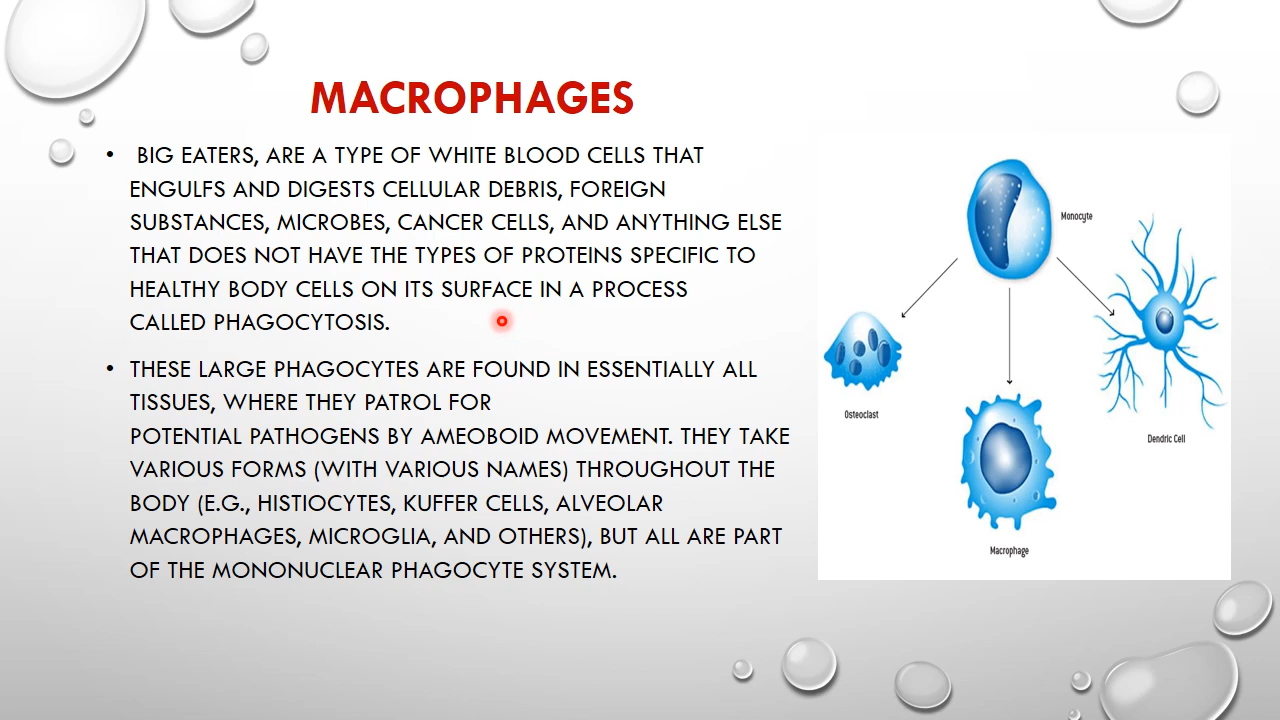 MACROPHAGES
• BIG EATERS, ARE A TYPE OF WHITE BLOOD CELLS THAT
ENGULFS AND DIGESTS CELLULAR DEBRIS, FOREIGN
SUBSTANCES, MICROBES, CANCER CELLS, AND ANYTHING ELSE
THAT DOES NOT HAVE THE TYPES OF PROTEINS SPECIFIC TO
HEALTHY BODY CELLS ON ITS SURFACE IN A PROCESS
CALLED PHAGOCYTOSIS.
• THESE LARGE PHAGOCYTES ARE FOUND IN ESSENTIALLY ALL
TISSUES, WHERE THEY PATROL FOR
POTENTIAL PATHOGENS BY AMEOBOID MOVEMENT. THEY TAKE
VARIOUS FORMS (WITH VARIOUS NAMES) THROUGHOUT THE
BODY (E.G., HISTIOCYTES, KUFFER CELLS, ALVEOLAR
MACROPHAGES, MICROGLIA, AND OTHERS), BUT ALL ARE PART
OF THE MONONUCLEAR PHAGOCYTE SYSTEM.
Monocyte
Osteoclast
Dendric Cell
Macrophage